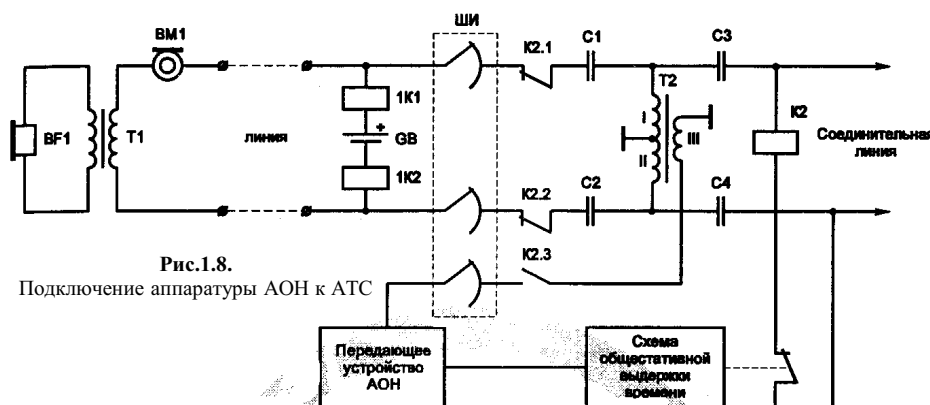 ШИ
ВМ1
К2.1
С1
С3
Т2
1К1
I
К2
BF1
Т1
линия
+
GB
III
Соединительная
линия
II
1К2
К2.2
С2
С4
Рис.1.8.
К2.3
Подключение аппаратуры АОН к АТС
Передающее
устройство
АОН
Схема
обществативной
выдержки
времени